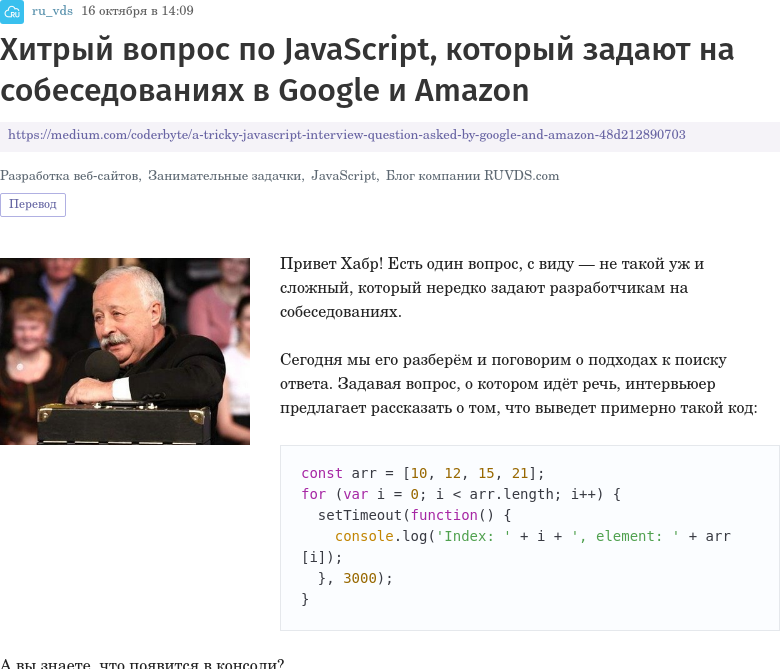 ru_vds 16 октября в 14:09
Хитрый вопрос по JavaScript, который задают на
собеседованиях в Google и Amazon
https://medium.com/coderbyte/a-tricky-javascript-interview-question-asked-by-google-and-amazon-48d212890703
Разработка веб-сайтов, Занимательные задачки, JavaScript, Блог компании RUVDS.com
Перевод
Привет Хабр! Есть один вопрос, с виду — не такой уж и
сложный, который нередко задают разработчикам на
собеседованиях.
Сегодня мы его разберём и поговорим о подходах к поиску
ответа. Задавая вопрос, о котором идёт речь, интервьюер
предлагает рассказать о том, что выведет примерно такой код:
const arr = [10, 12, 15, 21];
for (var i = 0; i < arr.length; i++) {
  setTimeout(function() {
    console.log('Index: ' + i + ', element: ' + arr
[i]);
  }, 3000);
}
А вы знаете, что появится в консоли?